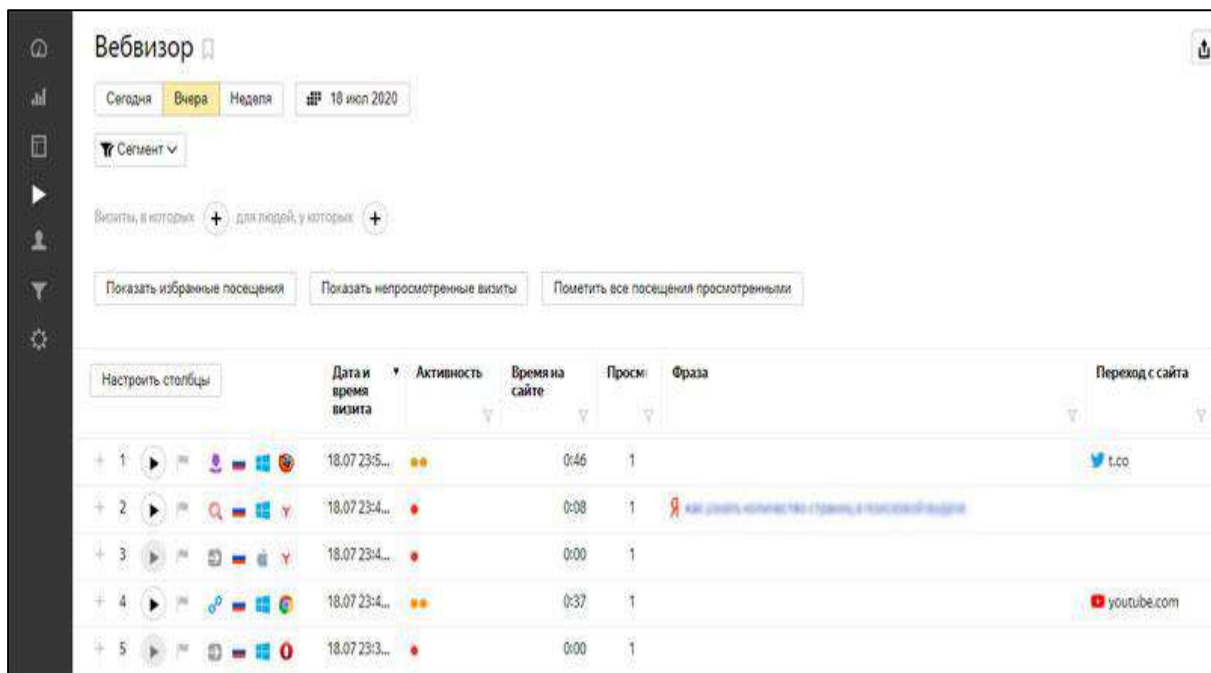 Вебвизор
Сегодня Вчера Неделя 18 июл 2020
Сегмент
Визиты, в которых + для людей, у которых +
Показать избранные посещения Показать непросмотренные визиты Пометить все посещения просмотренными
Настроить столбцы Дата и время визита Активность Время на сайте Просм Фраза Переход с сайта
+ 1 18.07 23:5... 0:46 1 t.co
+ 2 18.07 23:4... 0:08 1 Я
+ 3 18.07 23:4... 0:00 1
+ 4 18.07 23:4... 0:37 1 youtube.com
+ 5 18.07 23:3... 0:00 1